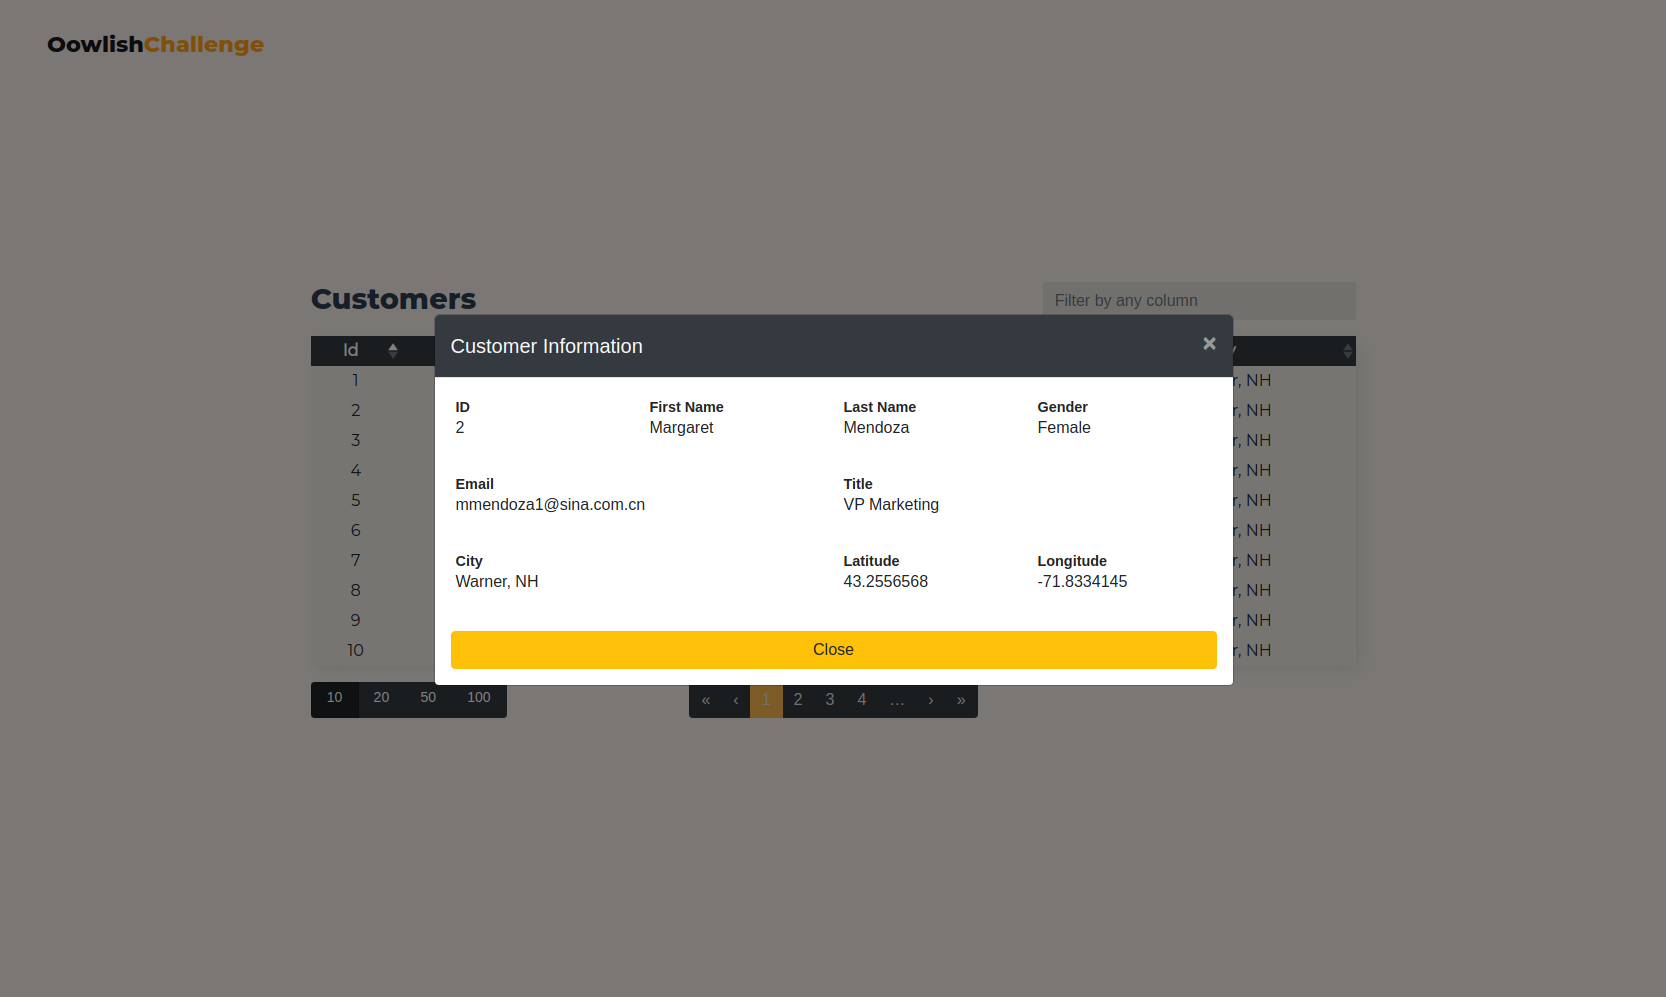 OowlishChallenge
Customers
Filter by any column
Id
Customer Information
×
1
2
3
4
5
6
7
8
9
10
NH
NH
NH
NH
NH
NH
NH
NH
NH
NH
ID
First Name
Last Name
Gender
2
Margaret
Mendoza
Female
Email
Title
mmendoza1@sina.com.cn
VP Marketing
City
Latitude
Longitude
Warner, NH
43.2556568
-71.8334145
Close
10 20 50 100
« ‹ 1 2 3 4 … › »